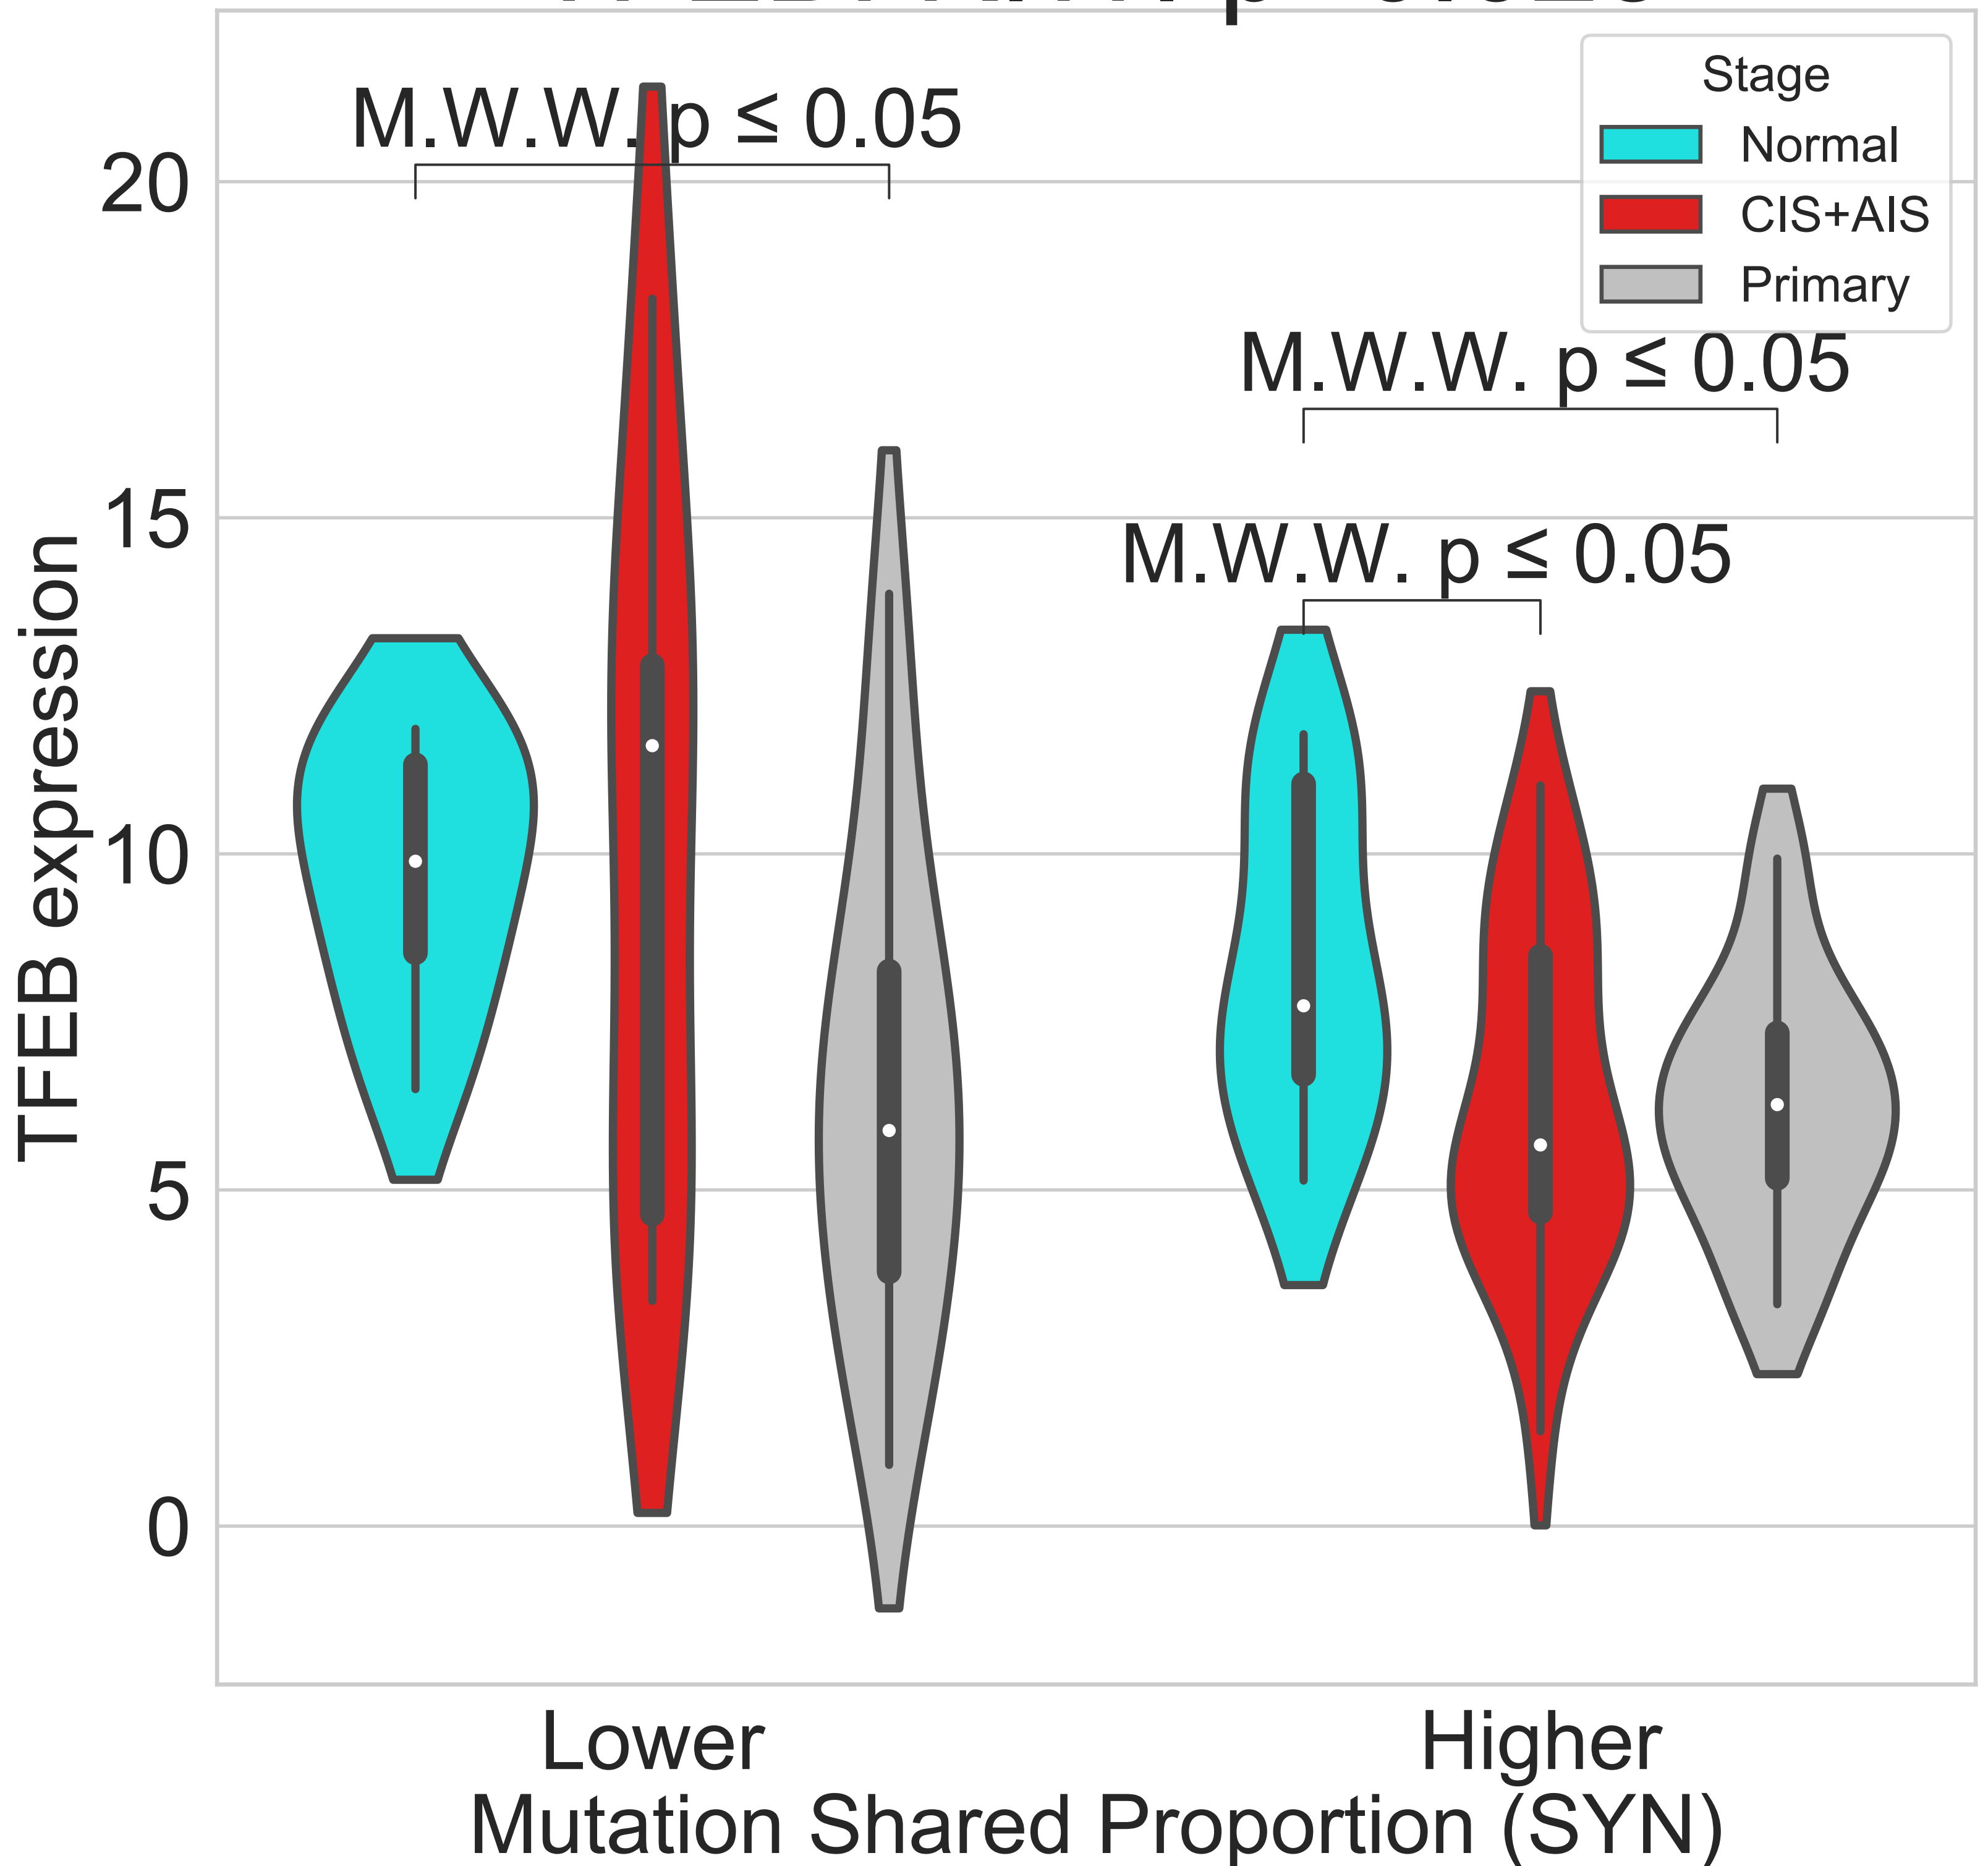 M.W.W. p ≤ 0.05
Stage
Normal
CIS+AIS
Primary
M.W.W. p ≤ 0.05
M.W.W. p ≤ 0.05
20
15
10
5
0
TFEB expression
Lower
Higher
Mutation Shared Proportion (SYN)